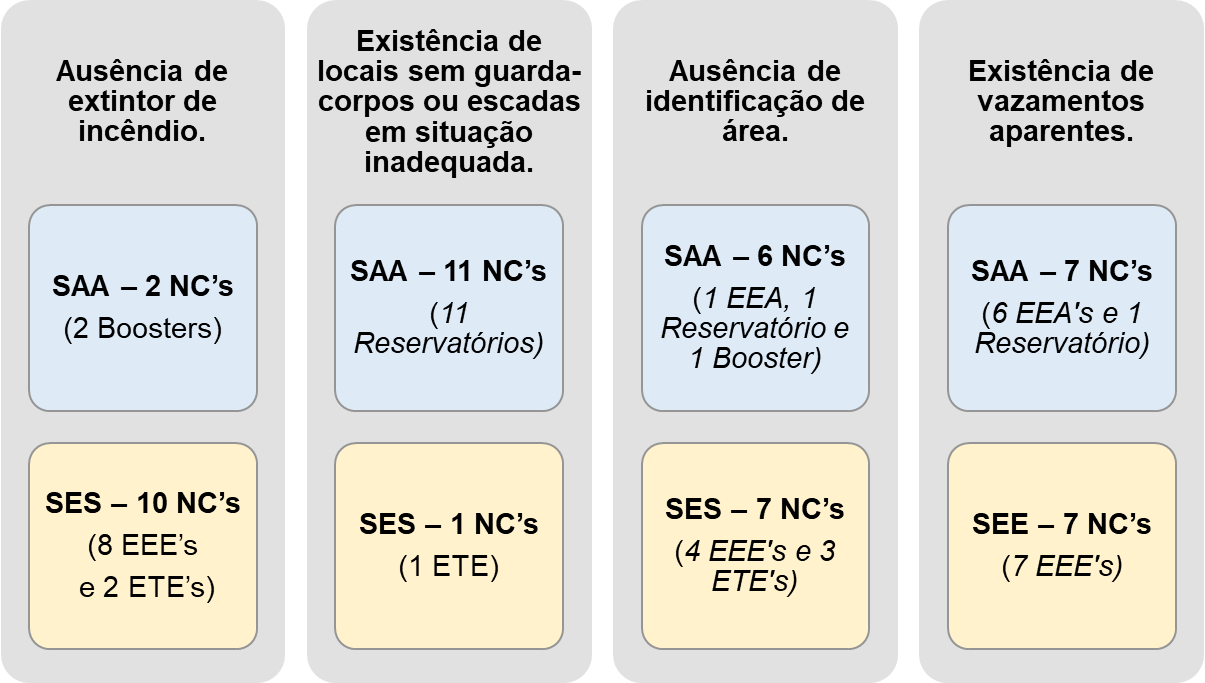 Ausência de
extintor de
incêndio.
SAA – 2 NC’s
(2 Boosters)
SES – 10 NC’s
(8 EEE’s
e 2 ETE’s)
Existência de
locais sem guarda-
corpos ou escadas
em situação
inadequada.
SAA – 11 NC’s
(11
Reservatórios)
SES – 1 NC’s
(1 ETE)
Ausência de
identificação de
área.
SAA – 6 NC’s
(1 EEA, 1
Reservatório e
1 Booster)
SES – 7 NC’s
(4 EEE's e 3
ETE's)
Existência de
vazamentos
aparentes.
SAA – 7 NC’s
(6 EEA's e 1
Reservatório)
SEE – 7 NC’s
(7 EEE's)